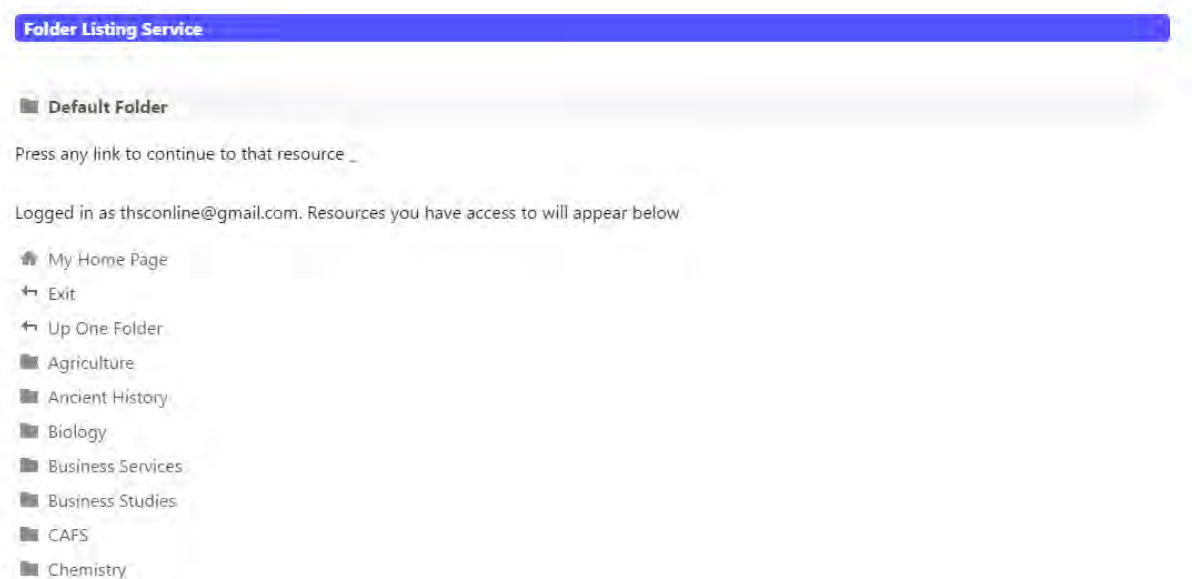 Folder Listing Service
Default Folder
Press any link to continue to that resource _
Logged in as thsconline@gmail.com. Resources you have access to will appear below
My Home Page
Exit
Up One Folder
Agriculture
Ancient History
Biology
Business Services
Business Studies
CAFS
Chemistry